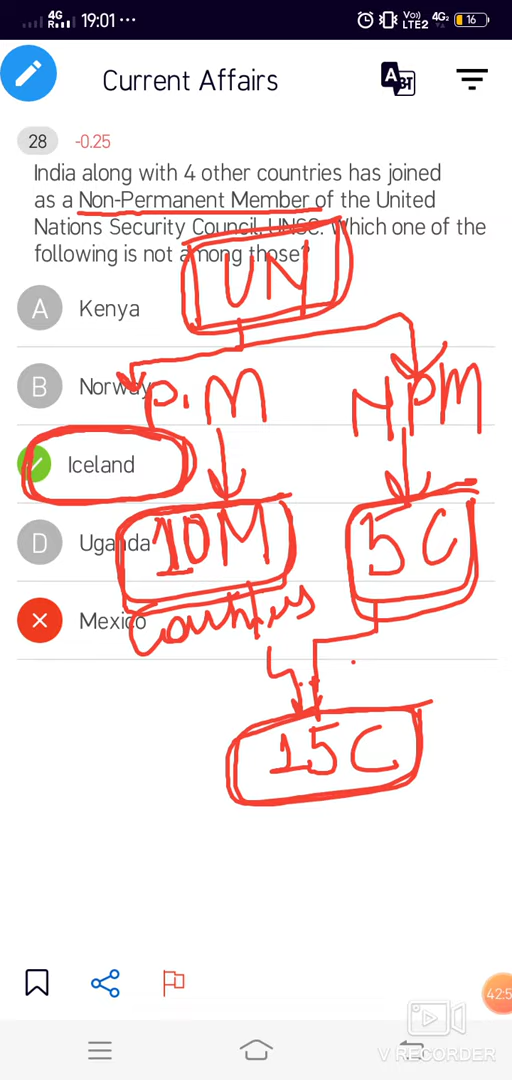 4G
R
19:01
Vo))
LTE2
4G
16
Current Affairs
28
-0.25
India along with 4 other countries has joined
as a Non-Permanent Member of the United
Nations Security Council, UNSC. Which one of the
following is not among those?
UN
A
Kenya
B
Norway
P.M
NPM
Iceland
D
Uganda
10M
5C
Mexico
Countries
15C
42:5
V RECORDER